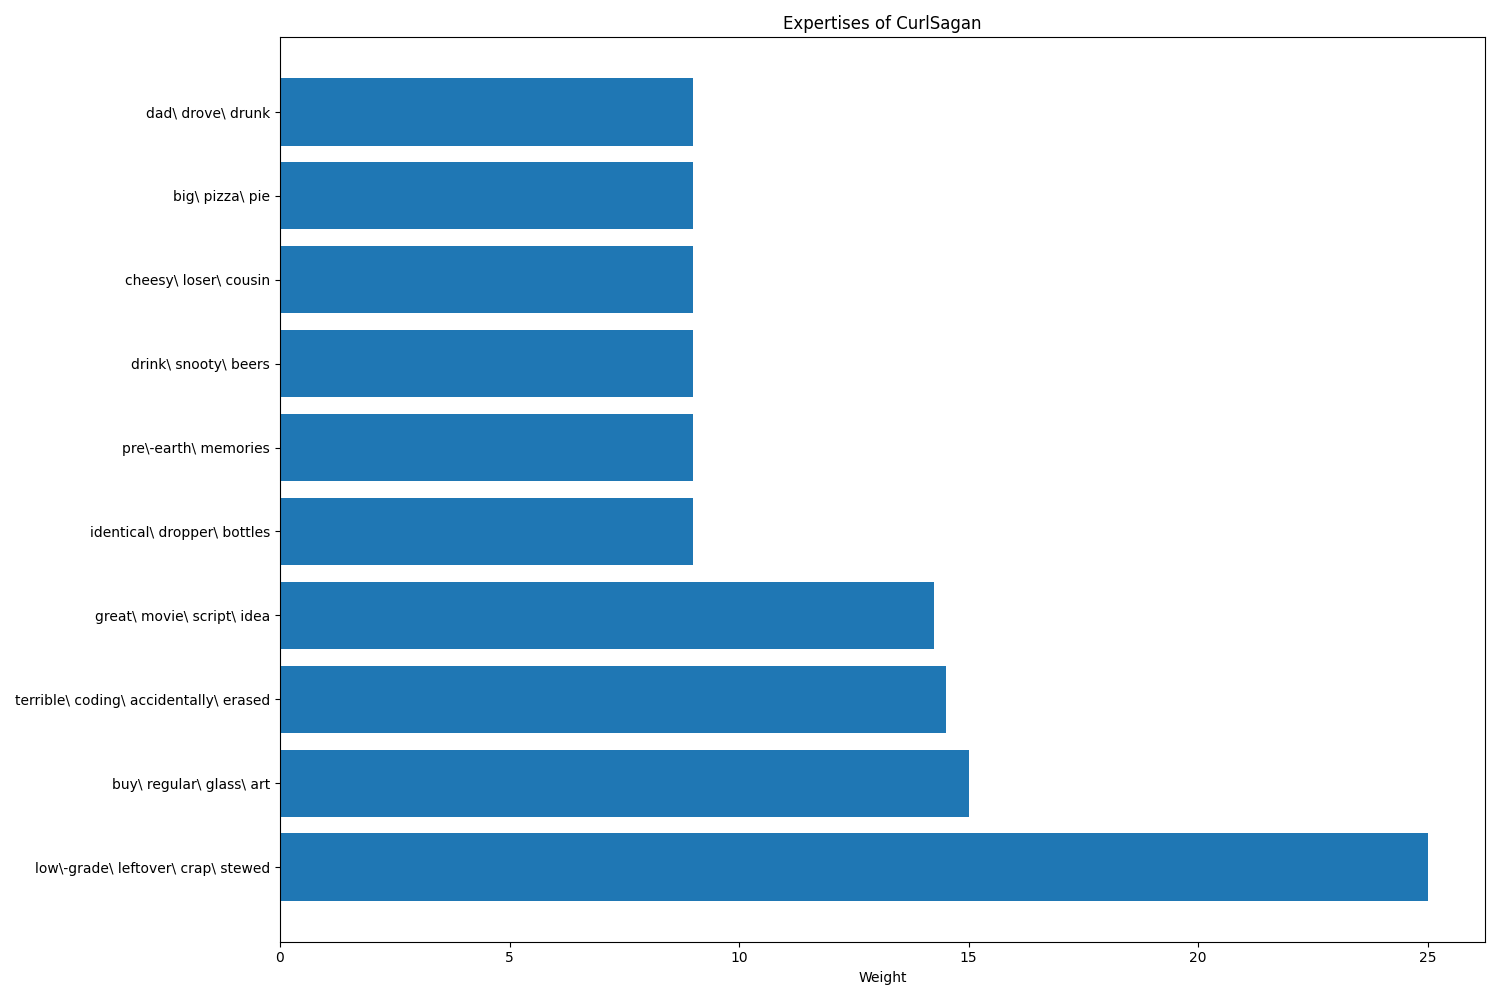 Expertises of CurlSagan
dad\ drove\ drunk
big\ pizza\ pie
cheesy\ loser\ cousin
drink\ snooty\ beers
pre\-earth\ memories
identical\ dropper\ bottles
great\ movie\ script\ idea
terrible\ coding\ accidentally\ erased
buy\ regular\ glass\ art
low\-grade\ leftover\ crap\ stewed
0 5 10 15 20 25
Weight